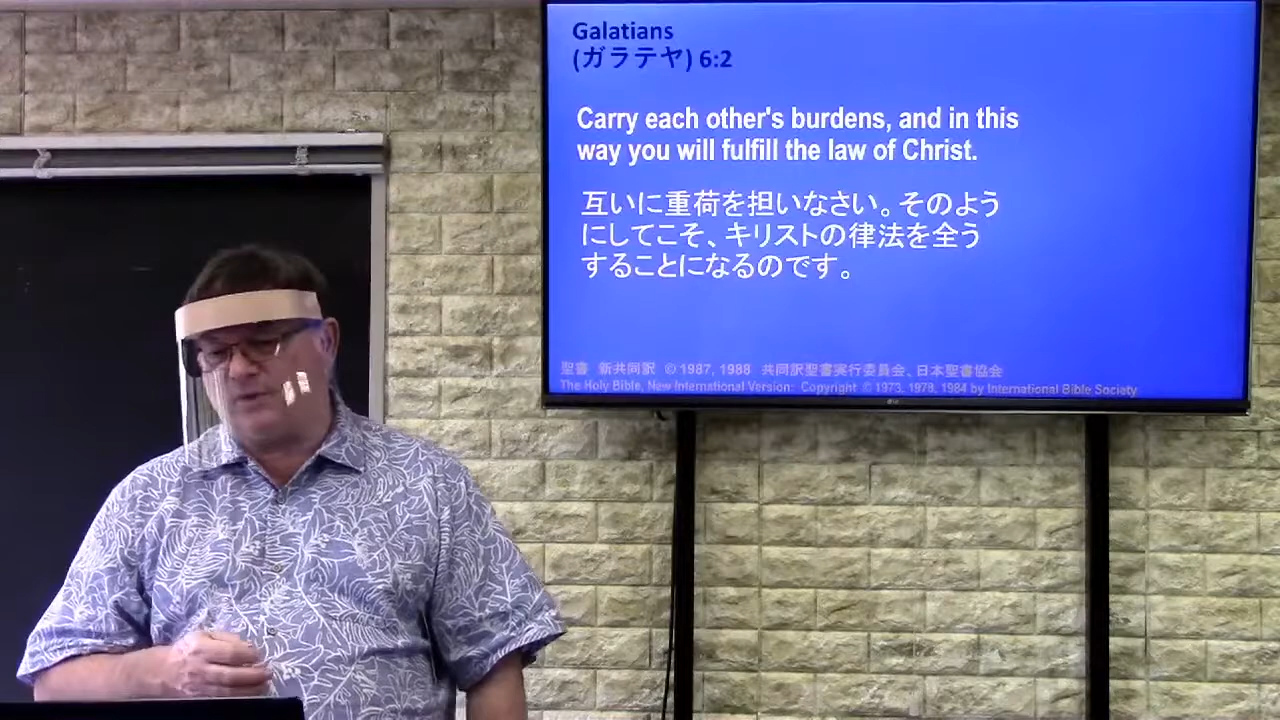 Galatians
(ガラテヤ) 6:2
Carry each other's burdens, and in this
way you will fulfill the law of Christ.
互いに重荷を担いなさい。そのよう
にしてこそ、キリストの律法を全う
することになるのです。
聖書 新共同訳 © 1987, 1988 共同訳聖書実行委員会、日本聖書協会
The Holy Bible, New International Version: Copyright © 1973, 1978, 1984 by International Bible Society
LG